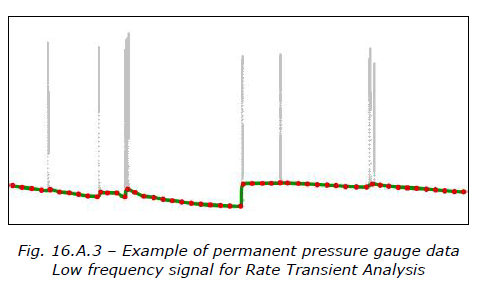 Fig. 16.A.3 – Example of permanent pressure gauge data
Low frequency signal for Rate Transient Analysis